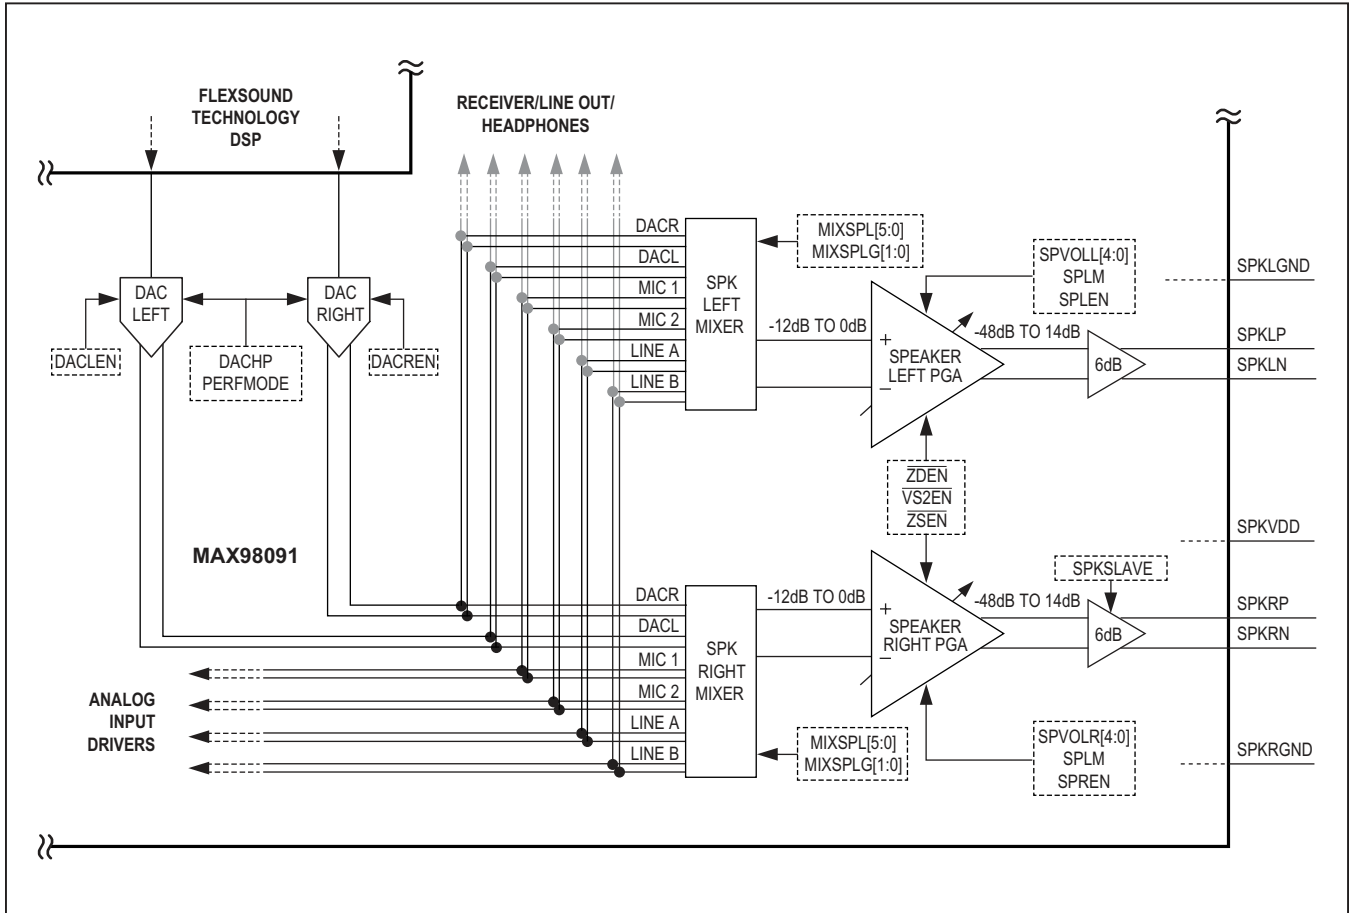 FLEXSOUND
TECHNOLOGY
DSP
RECEIVER/LINE OUT/
HEADPHONES
DAC
LEFT
DAC
RIGHT
DACLEN
DACHP
PERFMODE
DACREN
MAX98091
ANALOG
INPUT
DRIVERS
DACR
DACL
MIC 1
MIC 2
LINE A
LINE B
SPK
LEFT
MIXER
MIXSPL[5:0]
MIXSPLG[1:0]
-12dB TO 0dB
+
SPEAKER
LEFT PGA
−
SPVOLL[4:0]
SPLM
SPLEN
-48dB TO 14dB
6dB
SPKLGND
SPKLP
SPKLN
ZDEN
VS2EN
ZSEN
SPKVDD
DACR
DACL
MIC 1
MIC 2
LINE A
LINE B
SPK
RIGHT
MIXER
MIXSPL[5:0]
MIXSPLG[1:0]
-12dB TO 0dB
+
SPEAKER
RIGHT PGA
−
SPVOLR[4:0]
SPLM
SPREN
-48dB TO 14dB
SPKSLAVE
6dB
SPKRP
SPKRN
SPKRGND